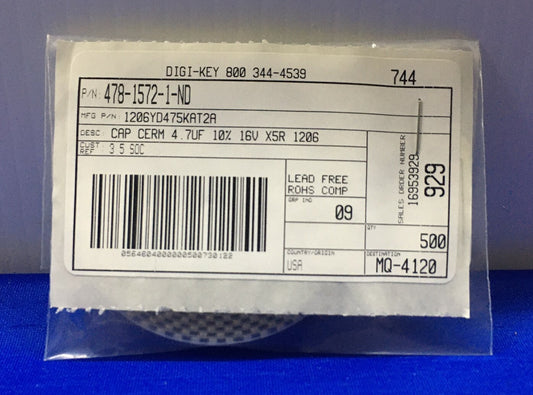 DIGI-KEY 800 344-4539 744
P/N: 478-1572-1-ND
MFG P/N: 1206YD475KAT2A
DESC: CAP CERM 4.7UF 10% 16V X5R 1206
CUST REF 3 5 SOC
LEAD FREE
ROHS COMP
GRP IND
09
SALES ORDER NUMBER
16953929
929
QTY
500
COUNTRY/ORIGIN
USA
DESTINATION
MQ-4120
0564604000000500730122